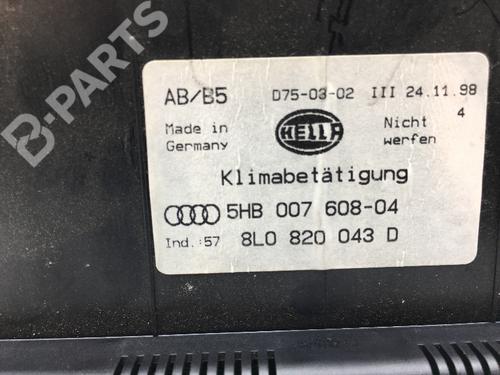 B-PARTS
AB/B5 D75-03-02 III 24.11.98
4
Made in Germany
HELLA
Nicht werfen
Klimabetätigung
5HB 007 608-04
Ind.:57 8L0 820 043 D